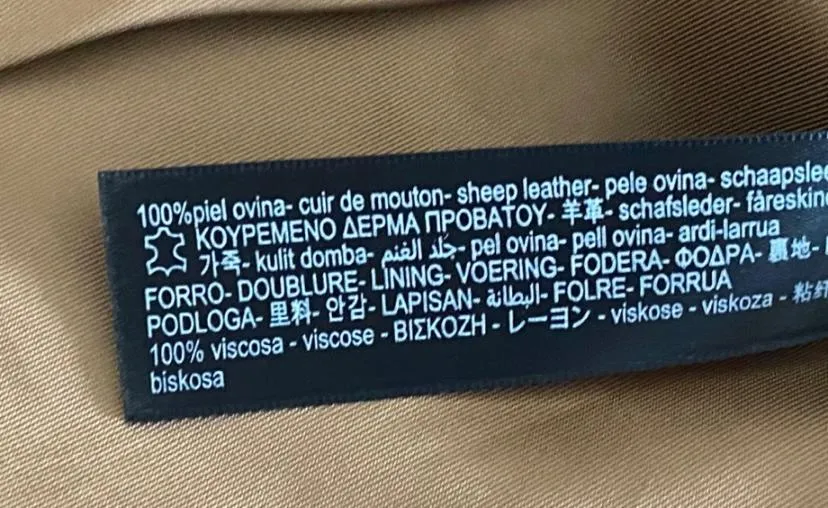 100%piel ovina- cuir de mouton- sheep leather- pele ovina-
ΚΟΥΡΕΜΕΝΟ ΔΕΡΜΑ ΠΡΟΒΑΤΟΥ- 羊革- schafsleder-
가죽- kulit domba- جلد الغنم- pel ovina- pell ovina- ardi-larrua
FORRO- DOUBLURE- LINING- VOERING- FODERA- ΦΟΔΡΑ- 裏地-
PODLOGA- 里料- 안감- LAPISAN- البطانة- FOLRE- FORRUA
100% viscosa - viscose - ΒΙΣΚΟΖΗ - レーヨン - viskose - viskoza -
biskosa